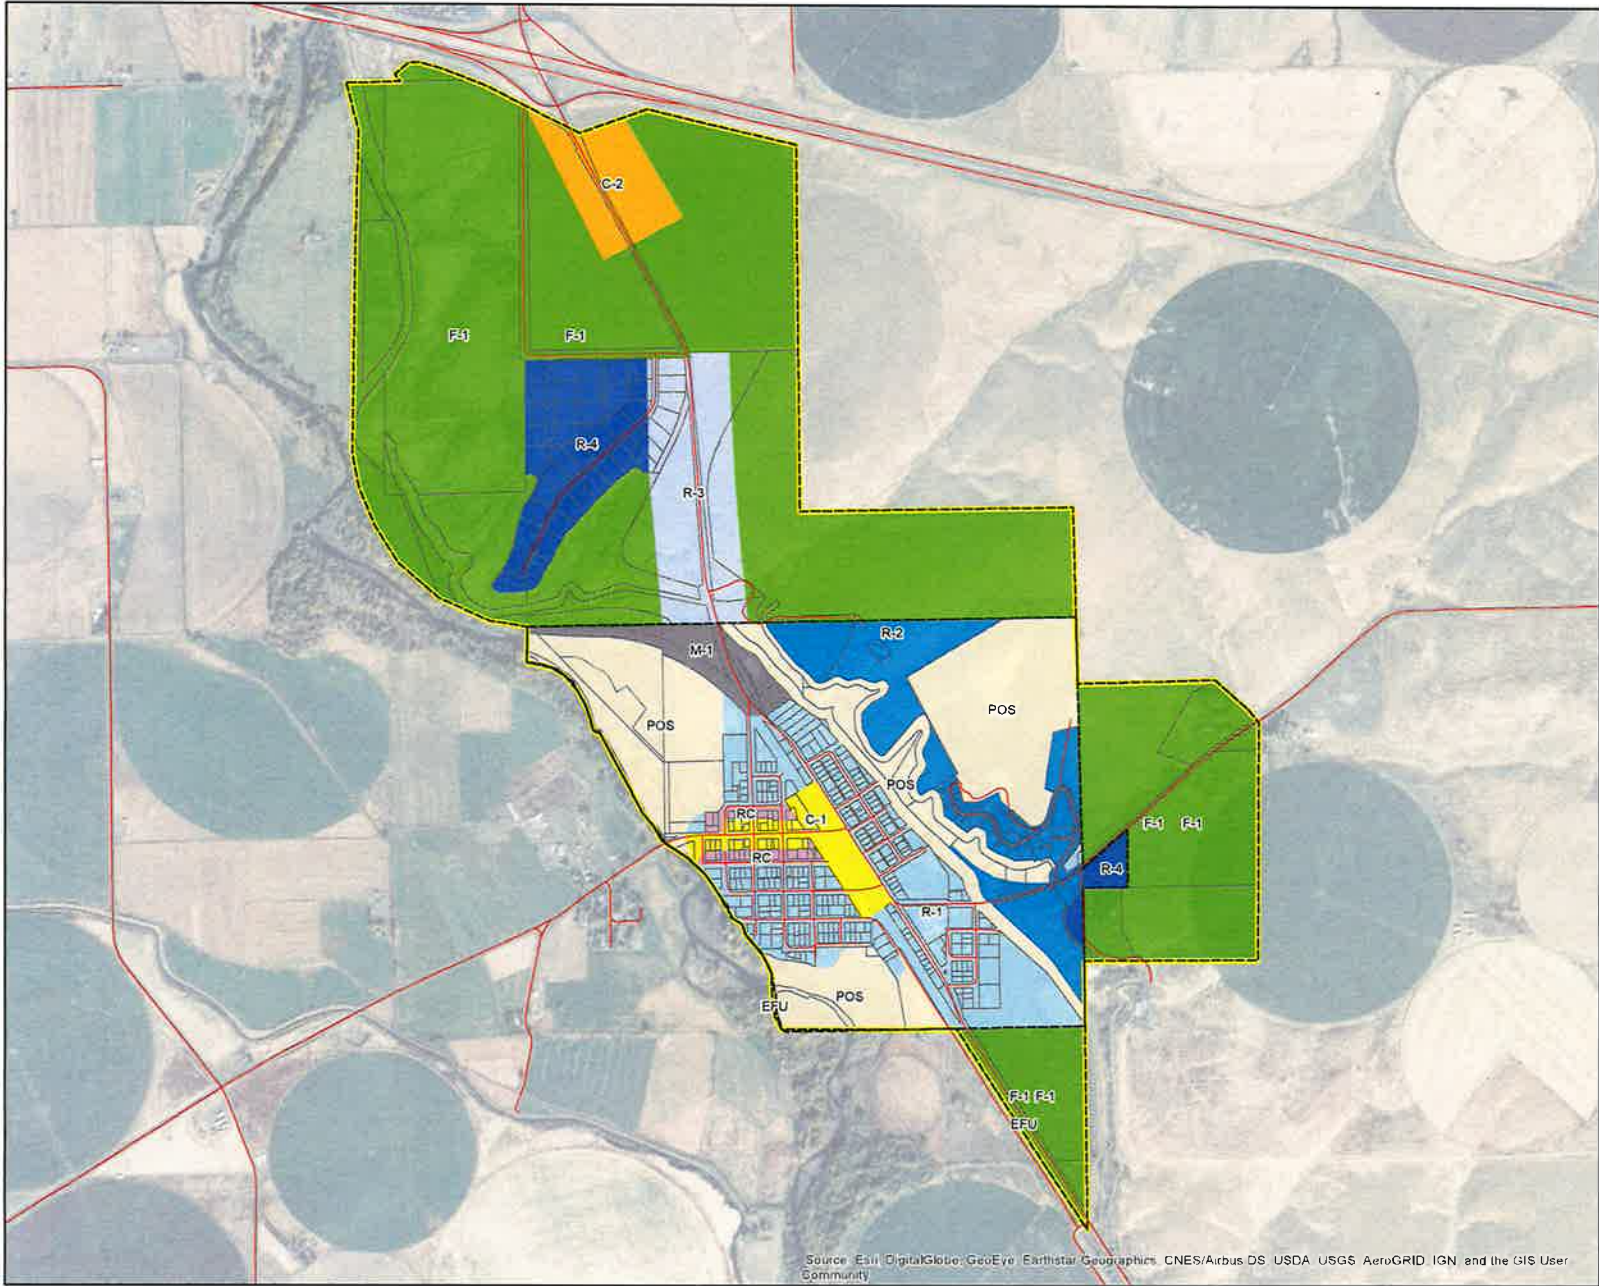 C-2
F-1
F-1
R-4
R-3
R-2
M-1
POS
POS
POS
RC
C-1
F-1 F-1
RC
R-4
R-1
POS
EFU
F-1 F-1
EFU
Source: Esri, DigitalGlobe, GeoEye, Earthstar Geographics, CNES/Airbus DS, USDA, USGS, AeroGRID, IGN, and the GIS User
Community